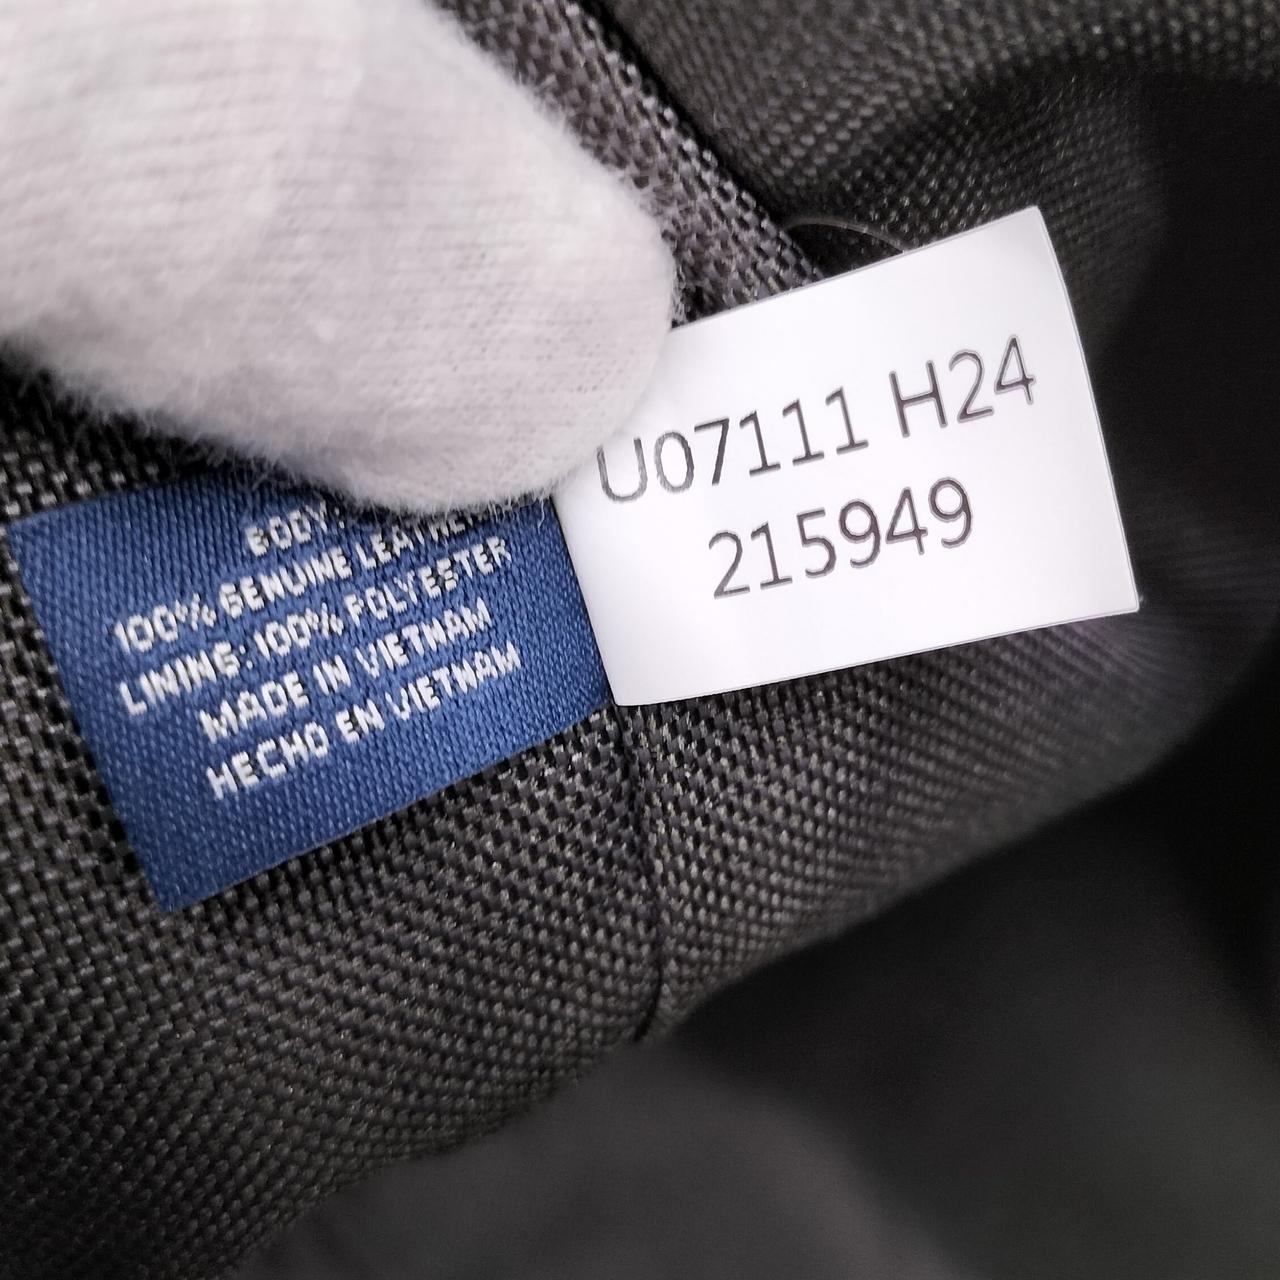 BODY:
100% GENUINE LEATHER
LINING: 100% POLYESTER
MADE IN VIETNAM
HECHO EN VIETNAM
U07111 H24
215949